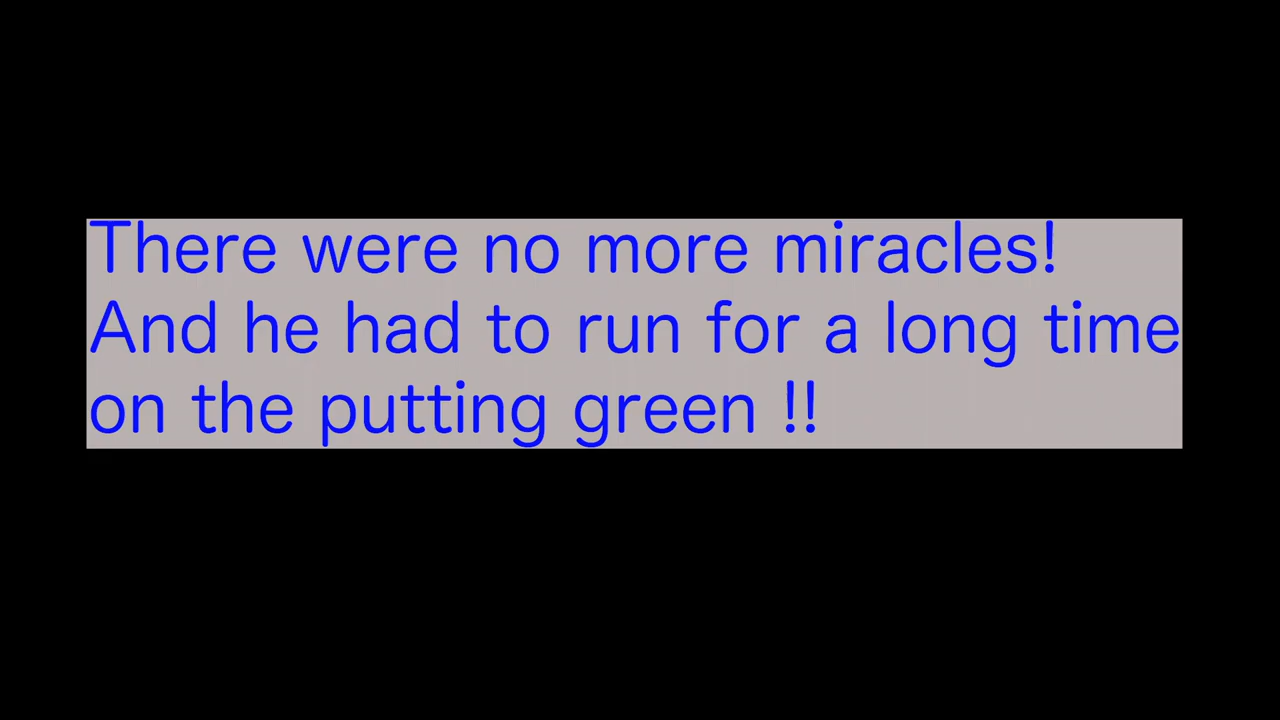 There were no more miracles!
And he had to run for a long time
on the putting green !!